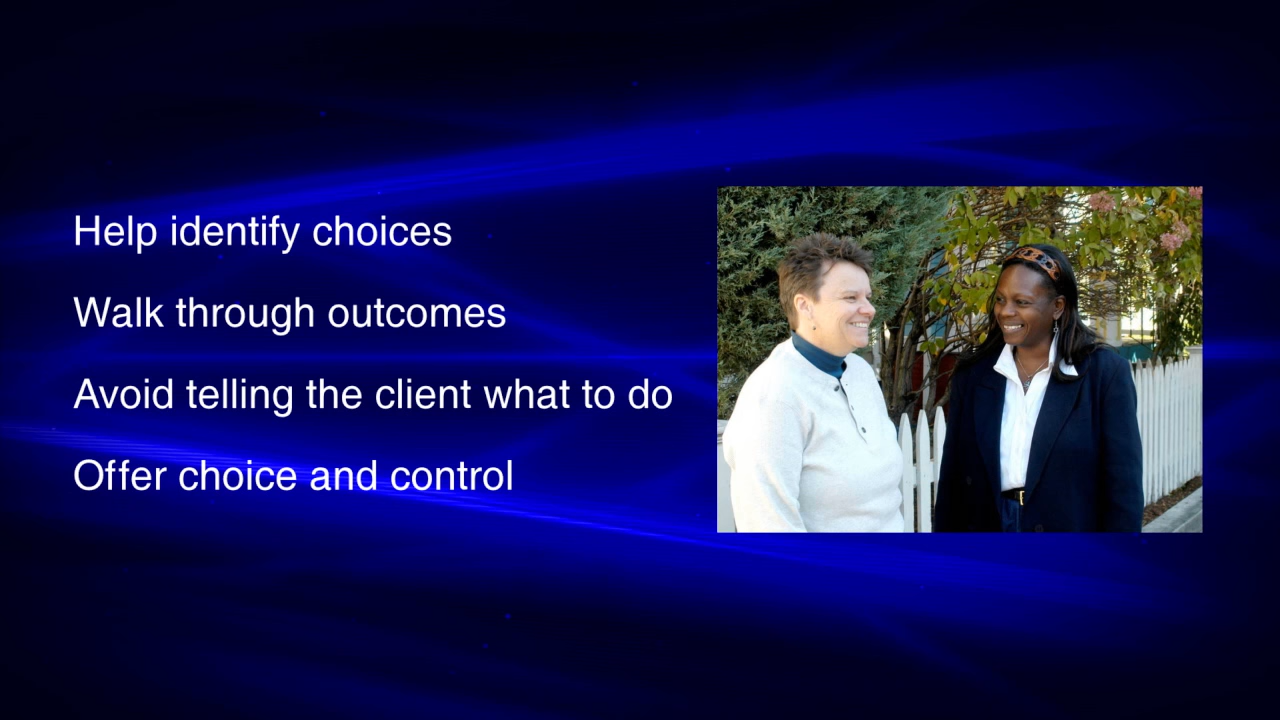 Help identify choices
Walk through outcomes
Avoid telling the client what to do
Offer choice and control